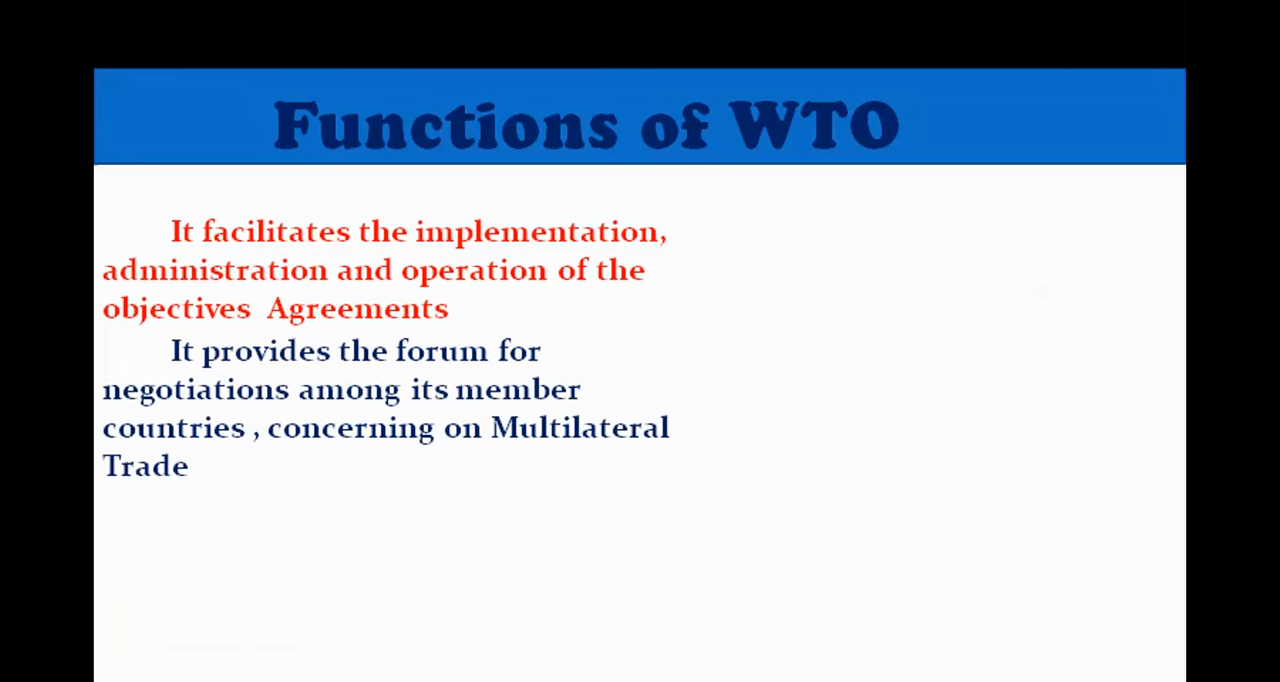 Functions of WTO
It facilitates the implementation,
administration and operation of the
objectives Agreements
It provides the forum for
negotiations among its member
countries , concerning on Multilateral
Trade